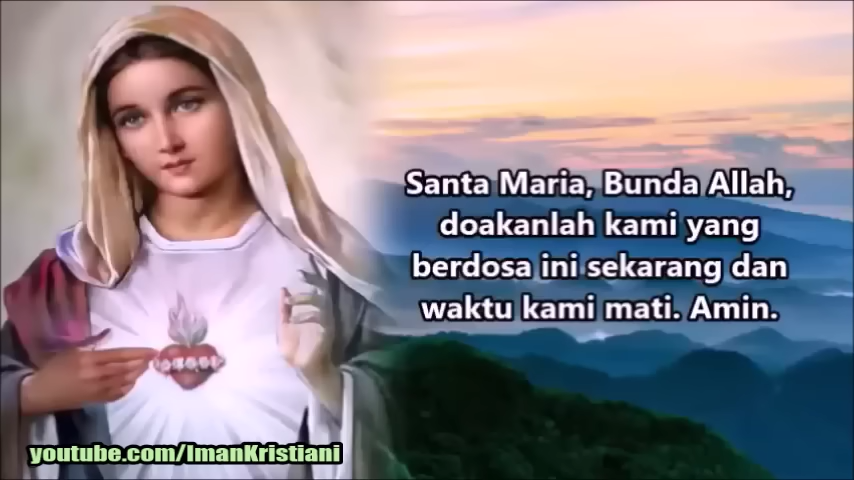 Santa Maria, Bunda Allah,
doakanlah kami yang
berdosa ini sekarang dan
waktu kami mati. Amin.
youtube.com/ImanKristiani